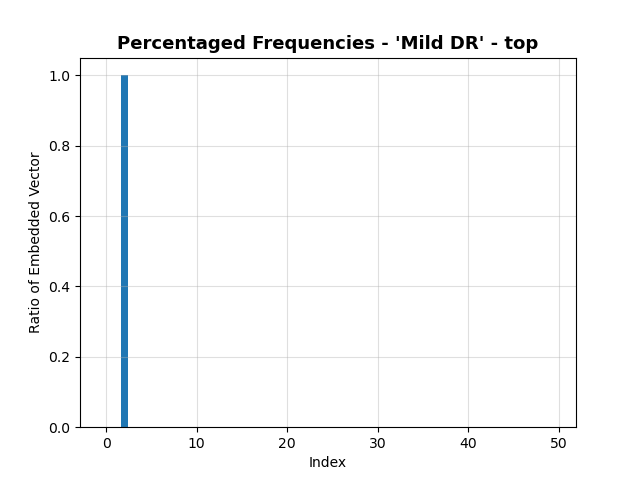 Percentaged Frequencies - 'Mild DR' - top
1.0
0.8
0.6
0.4
0.2
0.0
Ratio of Embedded Vector
0 10 20 30 40 50
Index